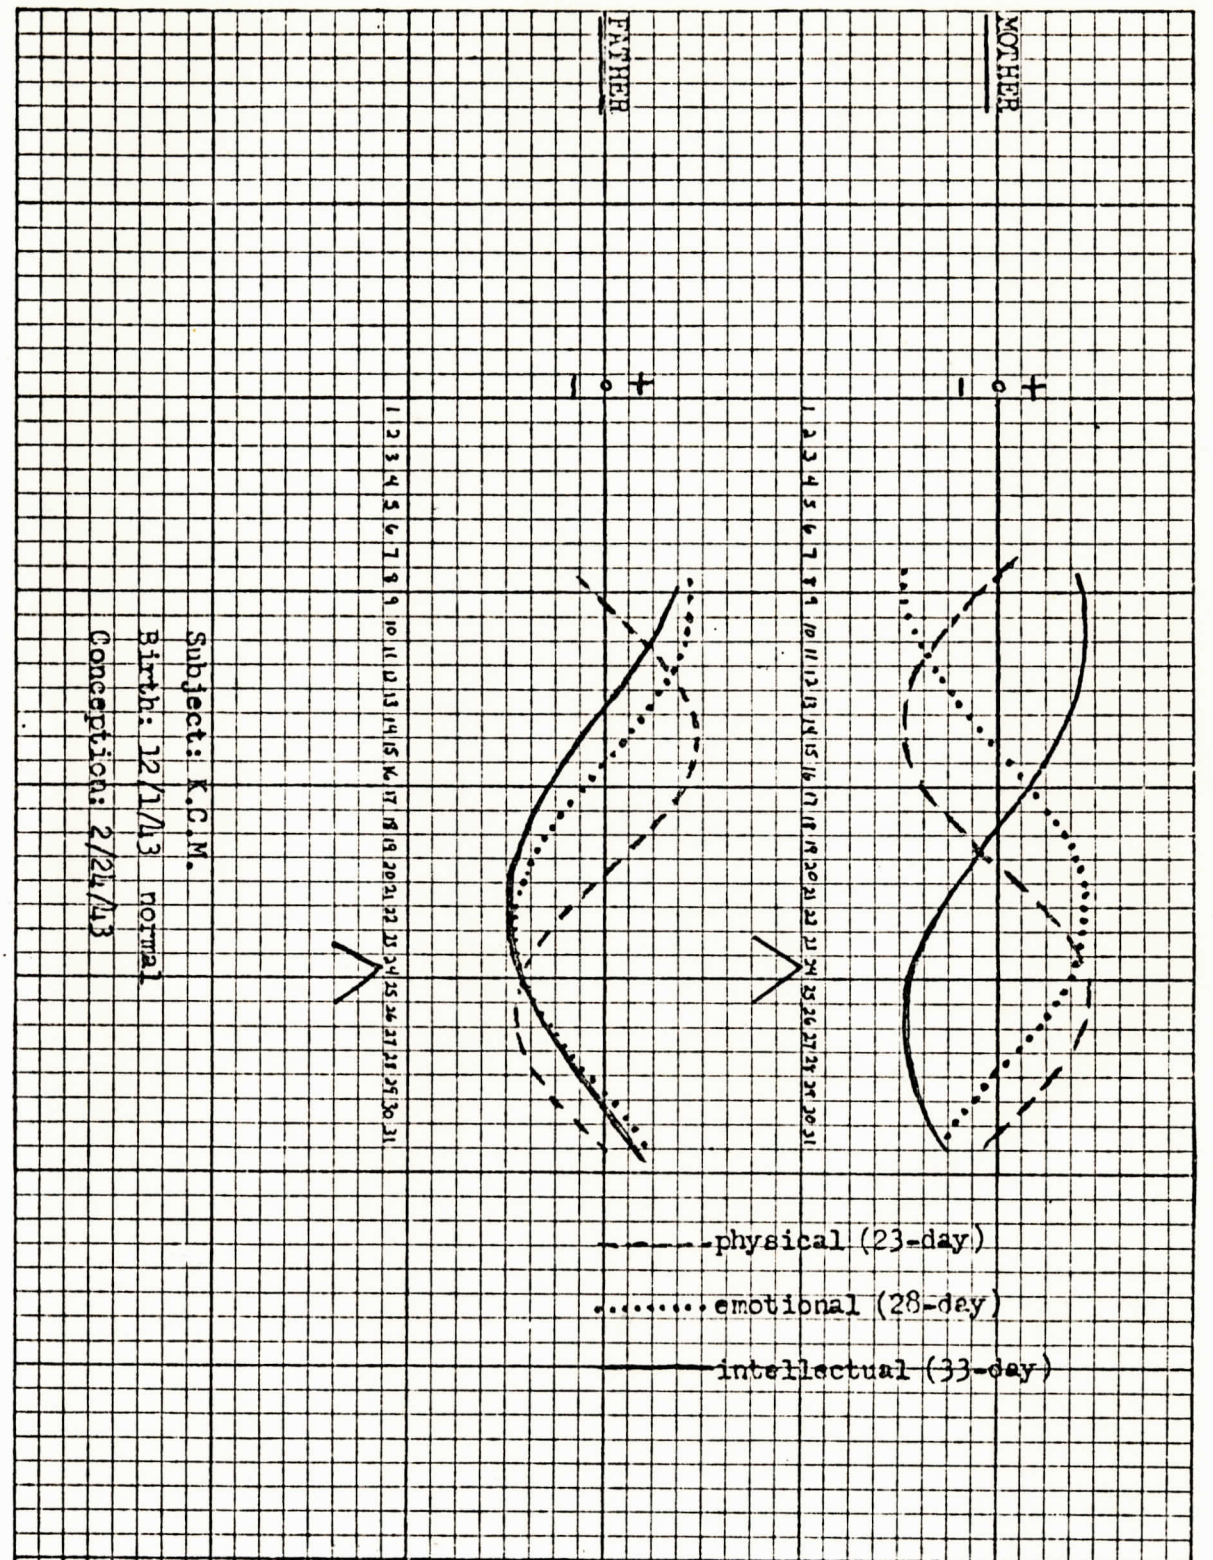 MOTHER
- 0 +
1 2 3 4 5 6 7 8 9 10 11 12 13 14 15 16 17 18 19 20 21 22 23 24 25 26 27 28 29 30 31
FATHER
- 0 +
1 2 3 4 5 6 7 8 9 10 11 12 13 14 15 16 17 18 19 20 21 22 23 24 25 26 27 28 29 30 31
Subject: K.C.M.
Birth: 12/1/43 normal
Conception: 2/24/43
physical (23-day)
emotional (28-day)
intellectual (33-day)